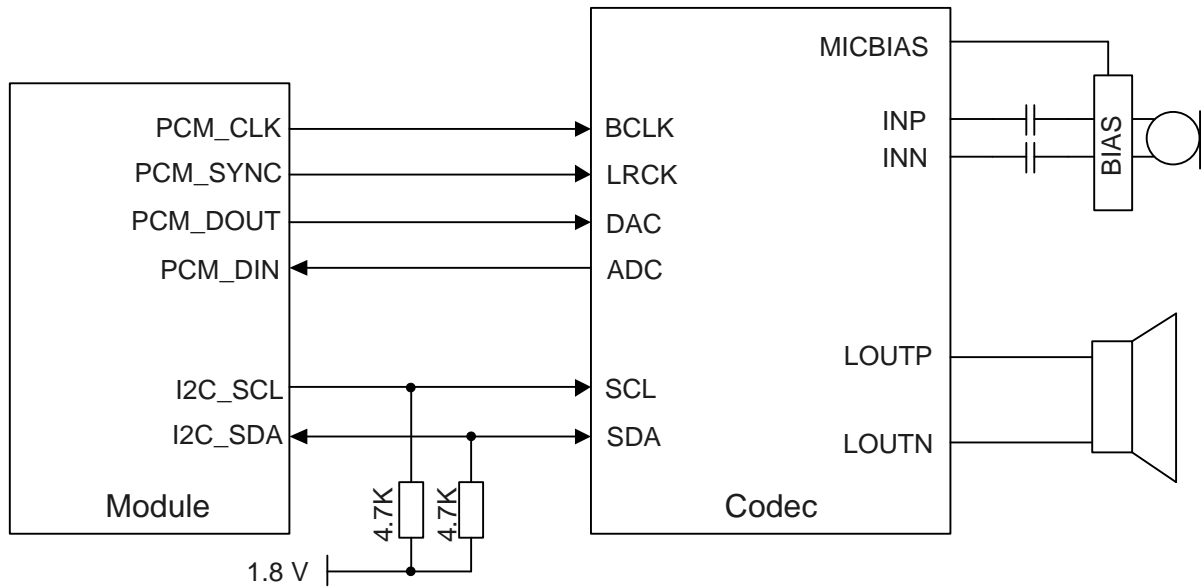 MICBIAS
PCM_CLK
BCLK
INP
PCM_SYNC
LRCK
INN
BIAS
PCM_DOUT
DAC
PCM_DIN
ADC
LOUTP
I2C_SCL
SCL
I2C_SDA
SDA
LOUTN
Module
4.7K
4.7K
Codec
1.8 V